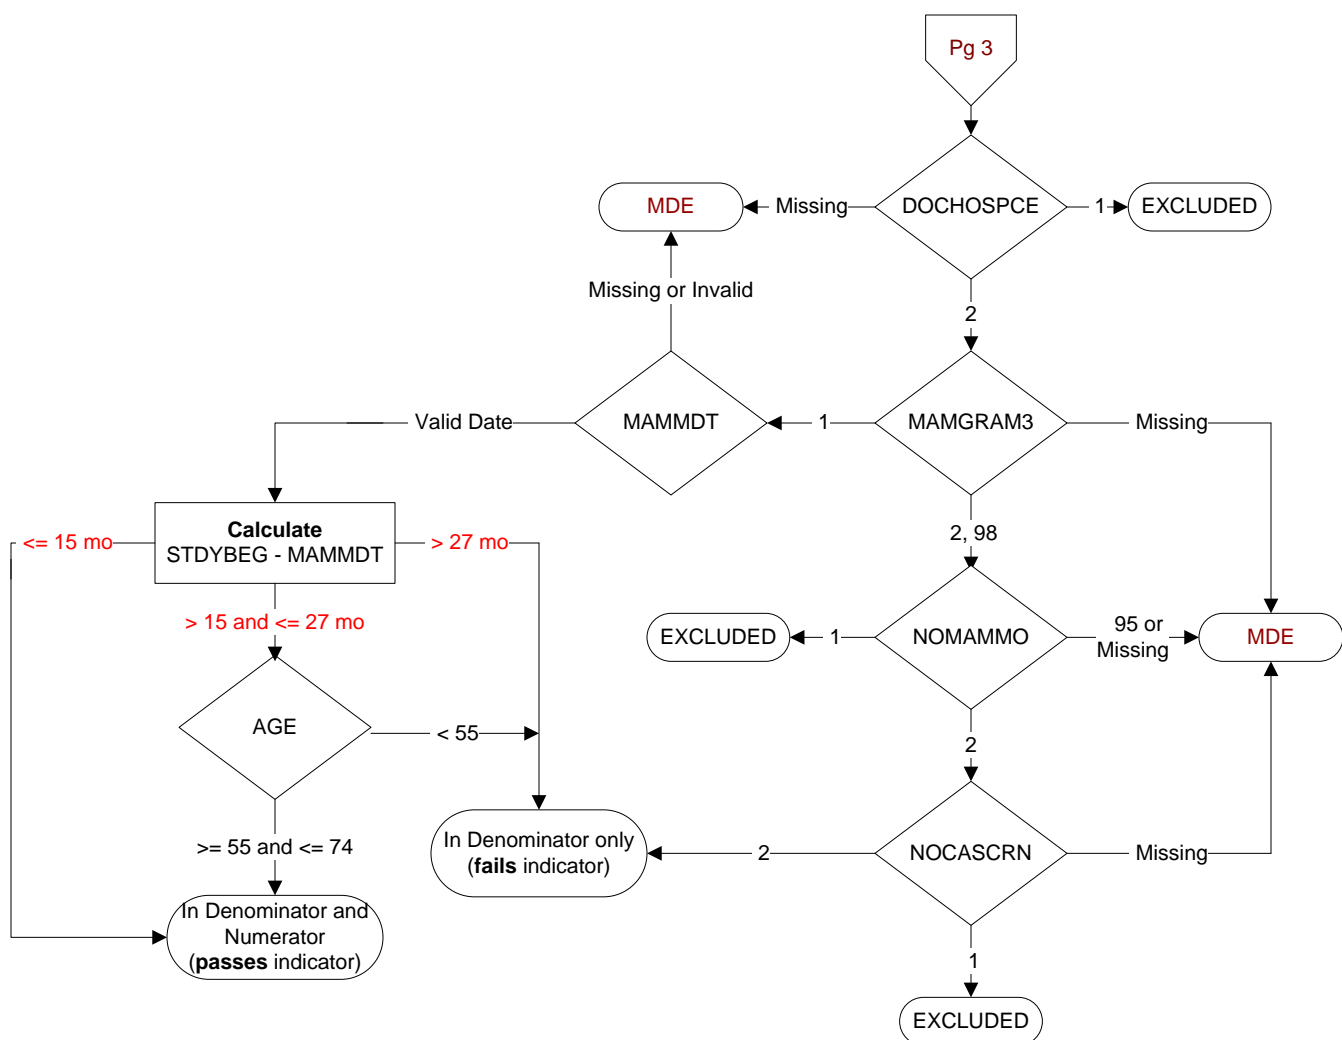 Pg 3
MDE
Missing
DOCHOSPCE
1
EXCLUDED
Missing or Invalid
2
Valid Date
MAMMDT
1
MAMGRAM3
Missing
<= 15 mo
Calculate
STDYBEG - MAMMDT
> 27 mo
2, 98
> 15 and <= 27 mo
EXCLUDED
1
NOMAMMO
95 or
Missing
MDE
AGE
< 55
2
>= 55 and <= 74
In Denominator only
(fails indicator)
2
NOCASCRN
Missing
In Denominator and
Numerator
(passes indicator)
1
EXCLUDED